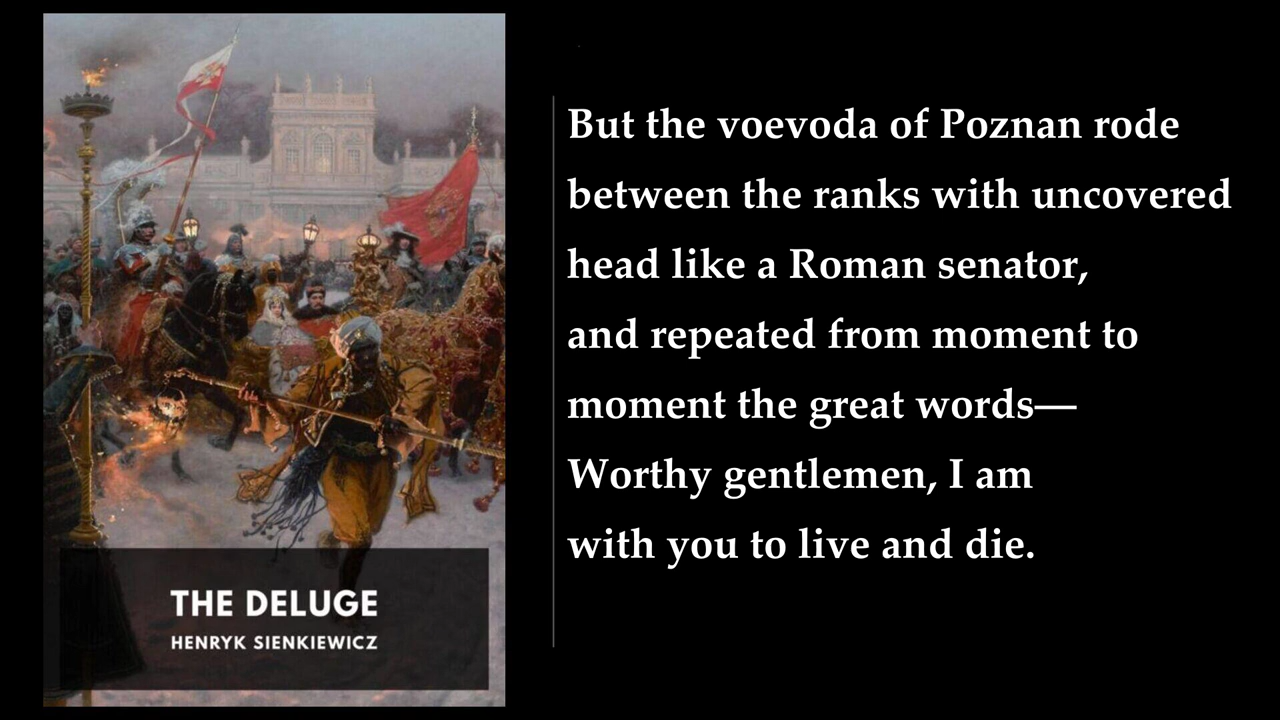 THE DELUGE
HENRYK SIENKIEWICZ
But the voevoda of Poznan rode
between the ranks with uncovered
head like a Roman senator,
and repeated from moment to
moment the great words—
Worthy gentlemen, I am
with you to live and die.